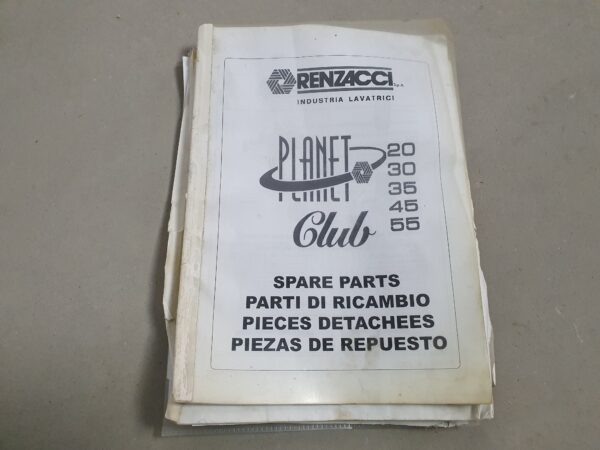 RENZACCI S.p.A.
INDUSTRIA LAVATRICI
PLANET
Club
20
30
35
45
55
SPARE PARTS
PARTI DI RICAMBIO
PIECES DETACHEES
PIEZAS DE REPUESTO